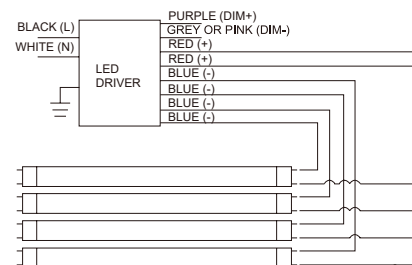 PURPLE (DIM+)
BLACK (L)
GREY OR PINK (DIM-)
RED (+)
WHITE (N)
RED (+)
LED
DRIVER
BLUE (-)
BLUE (-)
BLUE (-)
BLUE (-)